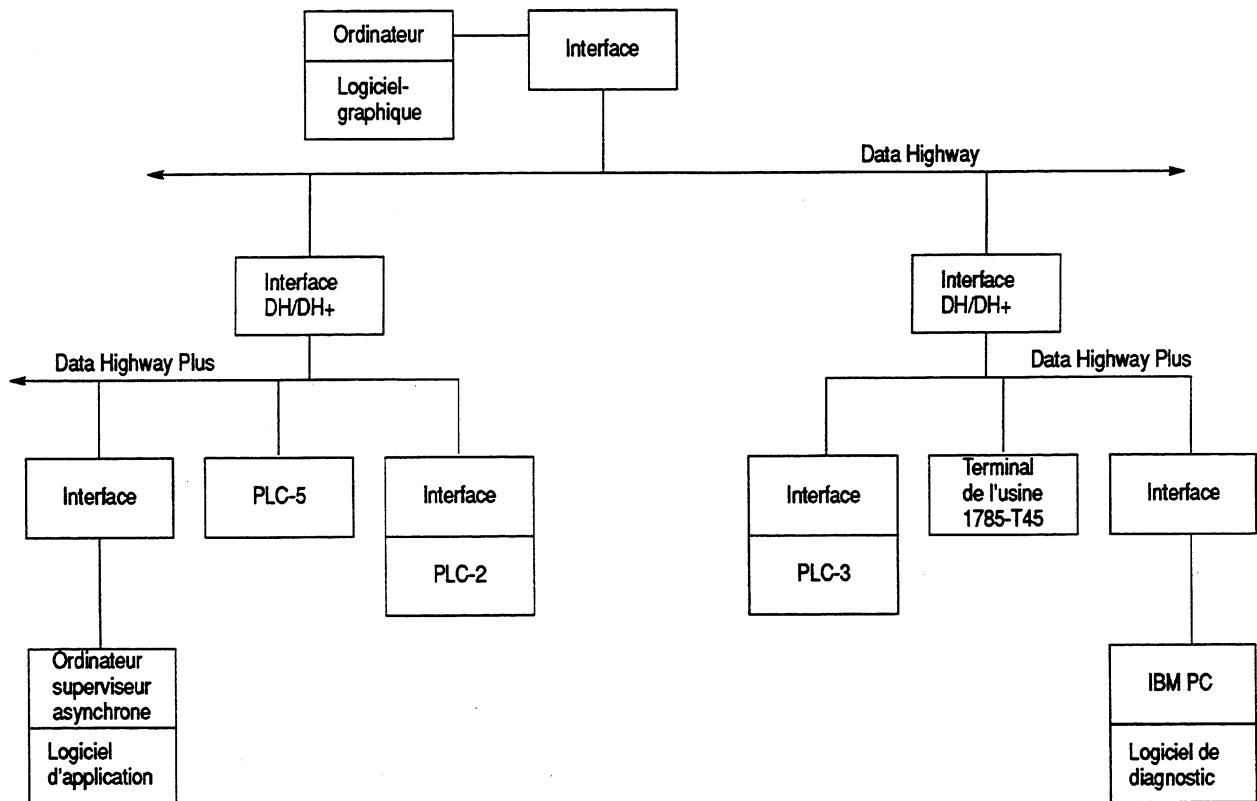 Ordinateur
Logiciel-
graphique
Interface
Data Highway
Interface
DH/DH+
Interface
DH/DH+
Data Highway Plus
Data Highway Plus
Interface
PLC-5
Interface
PLC-2
Interface
PLC-3
Terminal
de l'usine
1785-T45
Interface
Ordinateur
superviseur
asynchrone
Logiciel
d'application
IBM PC
Logiciel de
diagnostic